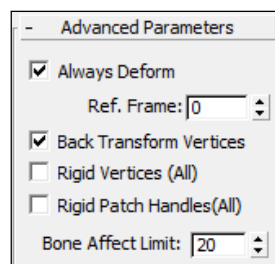 - Advanced Parameters
Always Deform
Ref. Frame: 0
Back Transform Vertices
Rigid Vertices (All)
Rigid Patch Handles(All)
Bone Affect Limit: 20